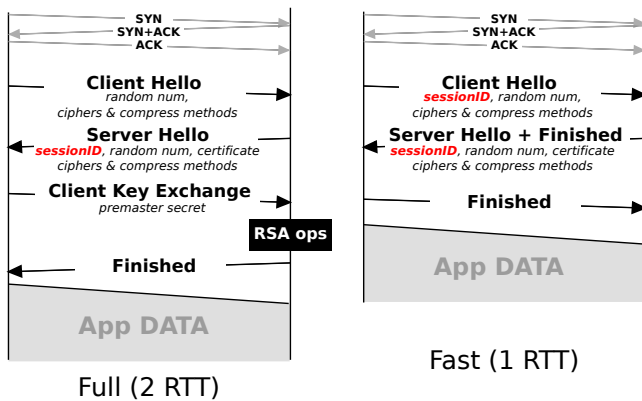 SYN
SYN+ACK
ACK
Client Hello
random num,
ciphers & compress methods
Server Hello
sessionID, random num, certificate
ciphers & compress methods
Client Key Exchange
premaster secret
RSA ops
Finished
App DATA
Full (2 RTT)
SYN
SYN+ACK
ACK
Client Hello
sessionID, random num,
ciphers & compress methods
Server Hello + Finished
sessionID, random num, certificate
ciphers & compress methods
Finished
App DATA
Fast (1 RTT)